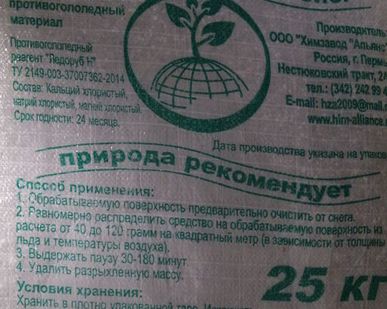 противогололедный
материал
Противогололедный
реагент "Ледоруб Н"
ТУ 2149-003-37007362-2014
Состав: Кальций хлористый,
натрий хлористый, магний хлористый.
Срок годности: 24 месяца.
Производитель
ООО "Химзавод "Альянс
Россия, г. Пермь
Нестюковский тракт, 2
тел.: (342) 242 99 4
E-mail: hza2009@mail.
www.him-alliance.
Дата производства указана на упаков
природа рекомендует
Способ применения:
1. Обрабатываемую поверхность предварительно очистить от снега.
2. Равномерно распределить средство на обрабатываемую поверхность из
расчета от 40 до 120 грамм на квадратный метр (в зависимости от толщины
льда и температуры воздуха).
3. Выдержать паузу 30-180 минут.
4. Удалить разрыхленную массу.
25 кг
Условия хранения:
Хранить в плотно упакованной таре.